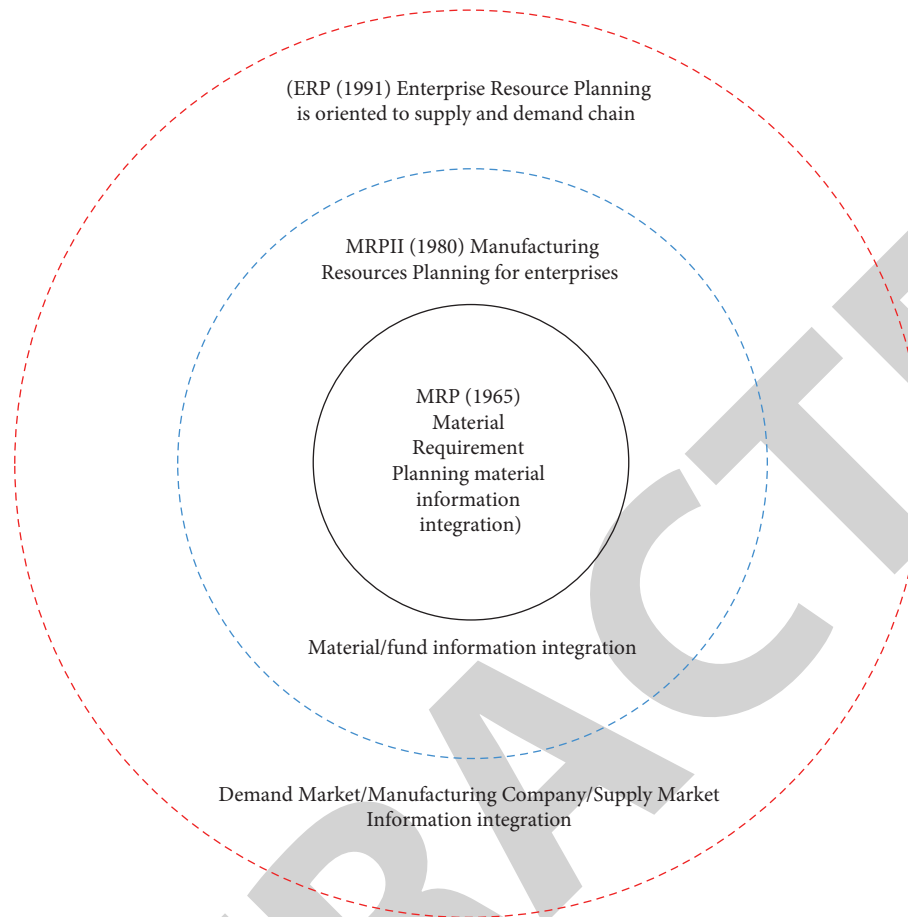 (ERP (1991) Enterprise Resource Planning
is oriented to supply and demand chain
MRPII (1980) Manufacturing
Resources Planning for enterprises
MRP (1965)
Material
Requirement
Planning material
information
integration)
Material/fund information integration
Demand Market/Manufacturing Company/Supply Market
Information integration
RACTE